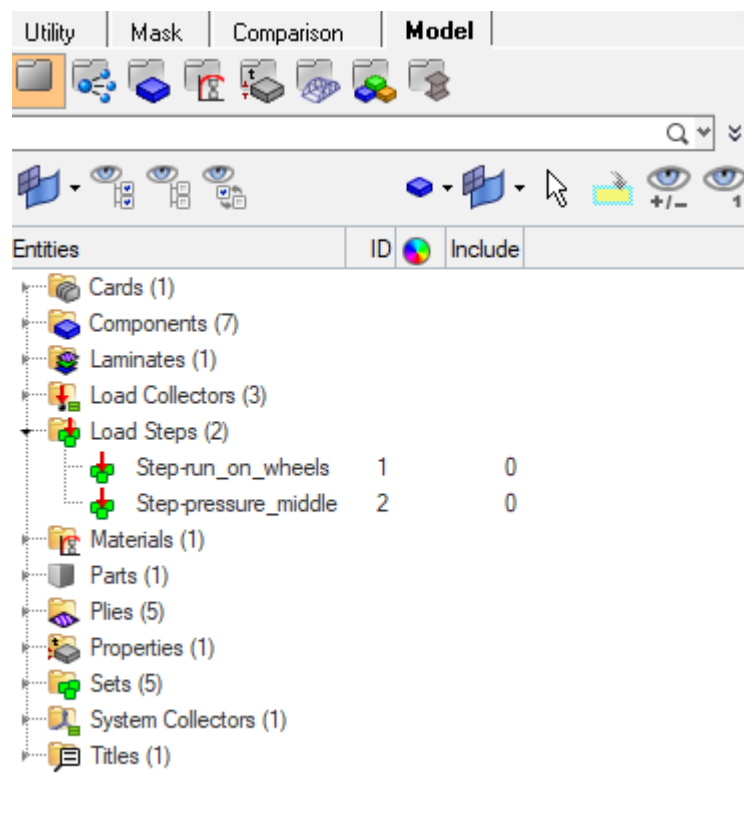 Utility Mask Comparison Model
+/- 1
Entities ID Include
Cards (1)
Components (7)
Laminates (1)
Load Collectors (3)
Load Steps (2)
Step-run_on_wheels 1 0
Step-pressure_middle 2 0
Materials (1)
Parts (1)
Plies (5)
Properties (1)
Sets (5)
System Collectors (1)
Titles (1)